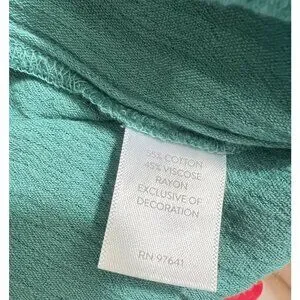 55% COTTON
45% VISCOSE
RAYON
EXCLUSIVE OF
DECORATION
RN 97641